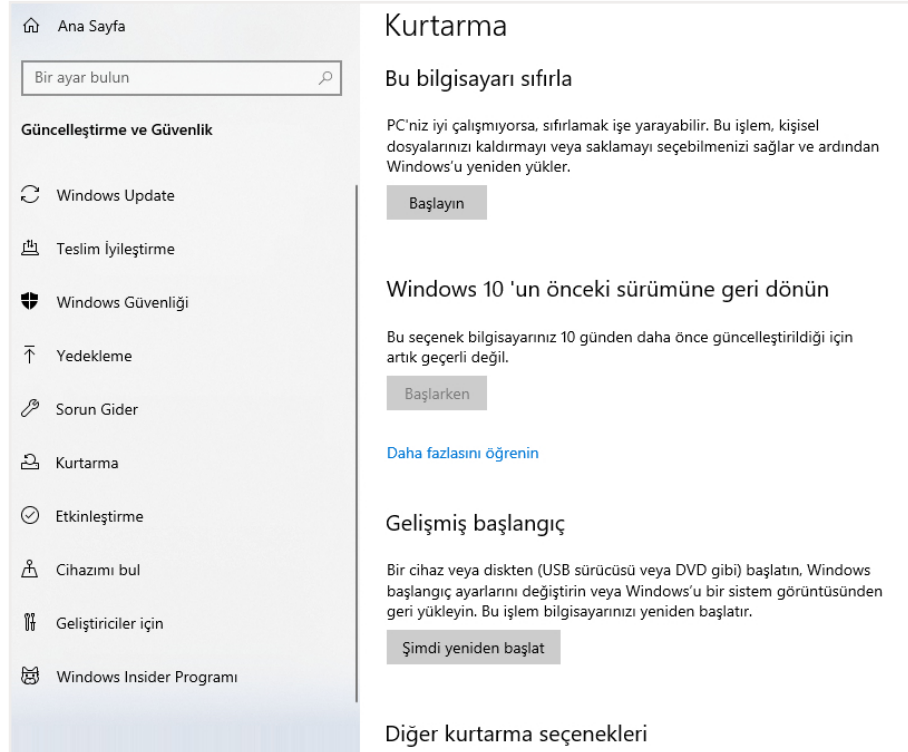 Ana Sayfa
Bir ayar bulun
Güncelleştirme ve Güvenlik
Windows Update
Teslim İyileştirme
Windows Güvenliği
Yedekleme
Sorun Gider
Kurtarma
Etkinleştirme
Cihazımı bul
Geliştiriciler için
Windows Insider Programı
Kurtarma
Bu bilgisayarı sıfırla
PC'niz iyi çalışmıyorsa, sıfırlamak işe yarayabilir. Bu işlem, kişisel
dosyalarınızı kaldırmayı veya saklamayı seçebilmenizi sağlar ve ardından
Windows'u yeniden yükler.
Başlayın
Windows 10 'un önceki sürümüne geri dönün
Bu seçenek bilgisayarınız 10 günden daha önce güncelleştirildiği için
artık geçerli değil.
Başlarken
Daha fazlasını öğrenin
Gelişmiş başlangıç
Bir cihaz veya diskten (USB sürücüsü veya DVD gibi) başlatın, Windows
başlangıç ayarlarını değiştirin veya Windows'u bir sistem görüntüsünden
geri yükleyin. Bu işlem bilgisayarınızı yeniden başlatır.
Şimdi yeniden başlat
Diğer kurtarma seçenekleri